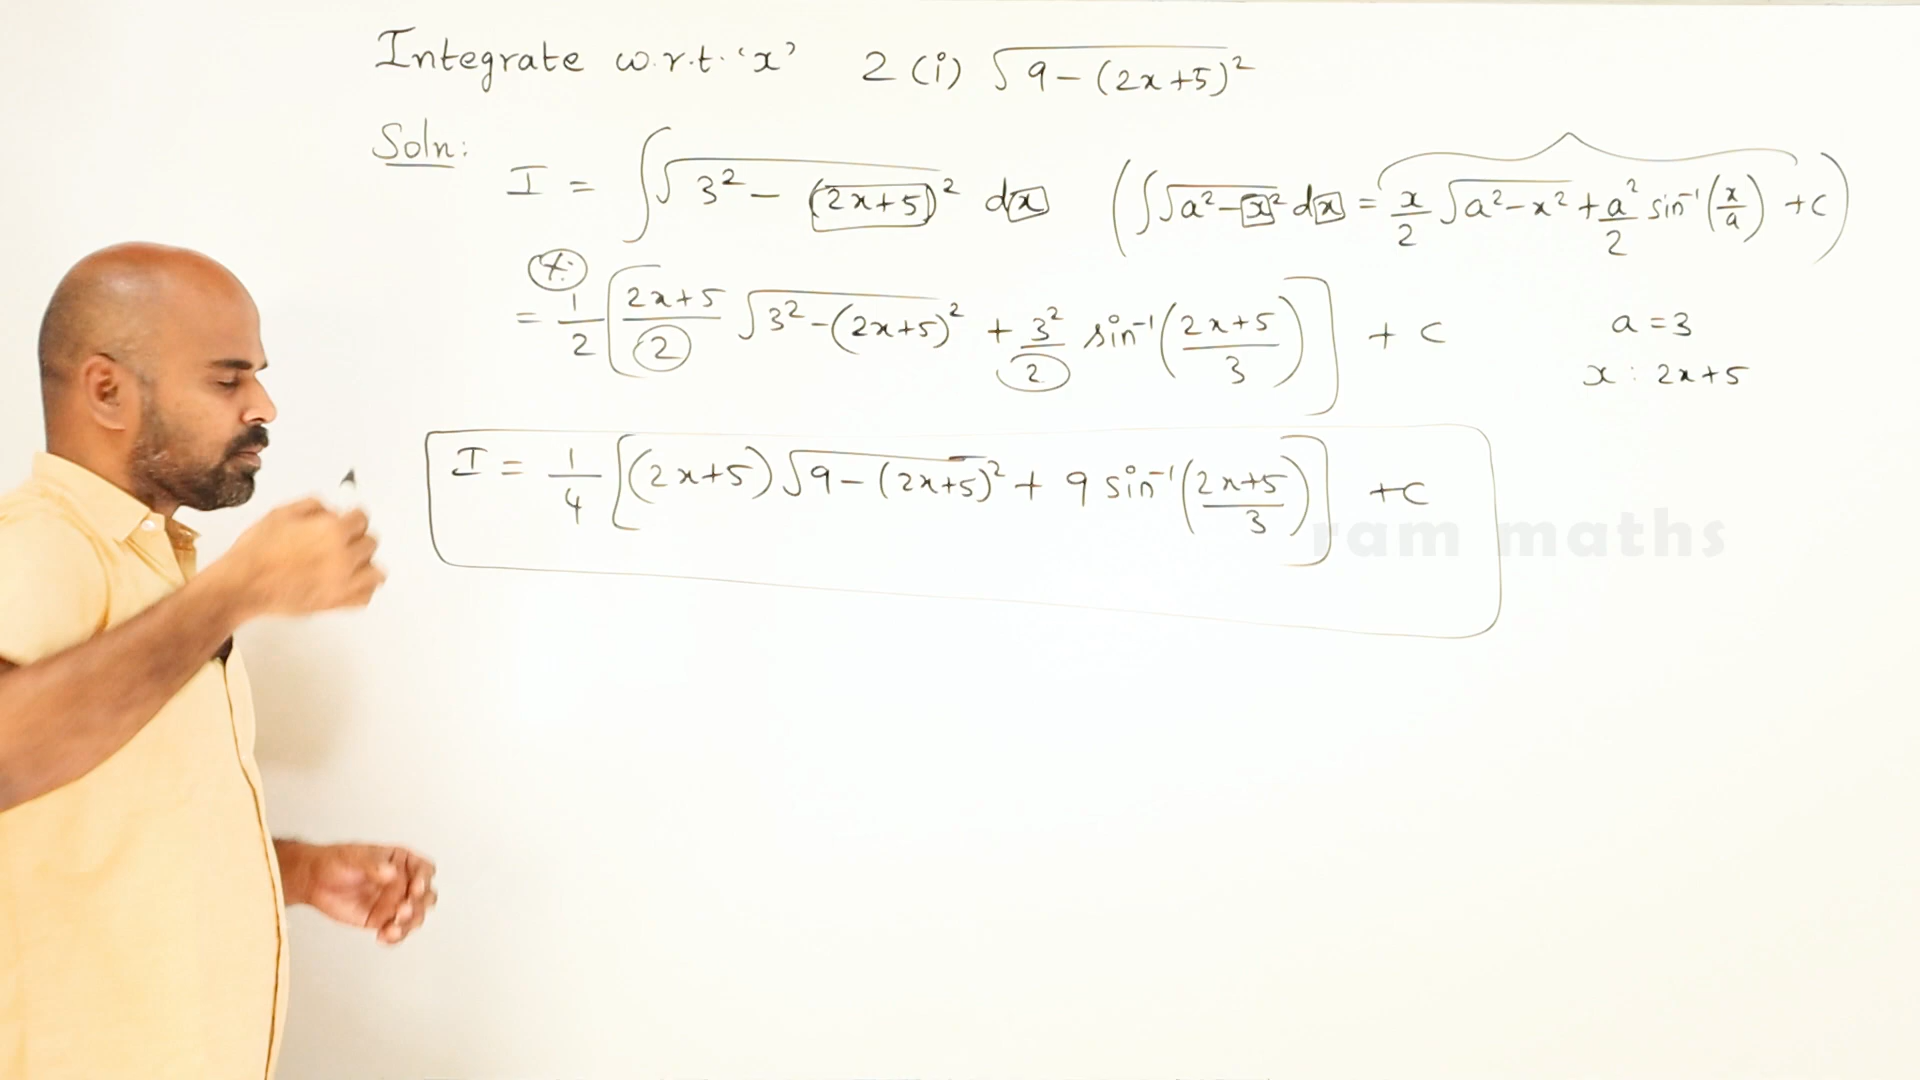 Integrate w.r.t. 'x' 2 (i) √(9 - (2x+5)²)
Soln:
I = ∫√(3² - (2x+5)²) dx (∫√(a² - x²) dx = x/2 √(a² - x²) + a²/2 sin⁻¹(x/a) + c)
÷
= 1/2 [ (2x+5)/2 √(3² - (2x+5)²) + 3²/2 sin⁻¹((2x+5)/3) ] + c
a = 3
x : 2x+5
I = 1/4 [ (2x+5) √(9 - (2x+5)²) + 9 sin⁻¹((2x+5)/3) ] + c
ram maths